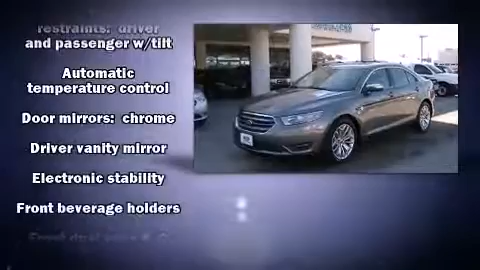 restraints:  driver
and passenger w/tilt
Automatic
temperature control
Door mirrors:  chrome
Driver vanity mirror
Electronic stability
Front beverage holders